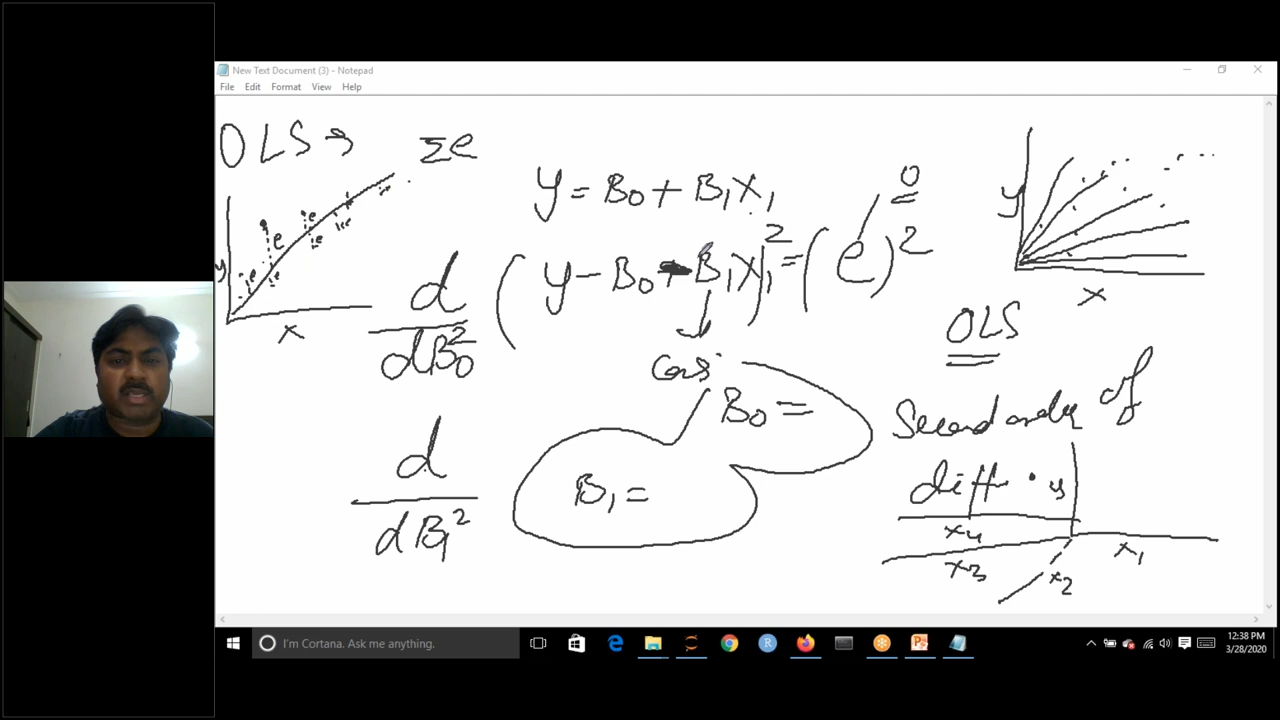 New Text Document (3) - Notepad
File Edit Format View Help
OLS → Σe
y = B0 + B1X1
0
(y - B0 - B1X1)² = (e)²
d
dB0²
e
e
e
e
e
y
x
y
x
cons
B0 =
OLS
Second order of
diff
y
d
dB1²
B1 =
x4
x3
x2
x1
I'm Cortana. Ask me anything.
12:38 PM
3/28/2020